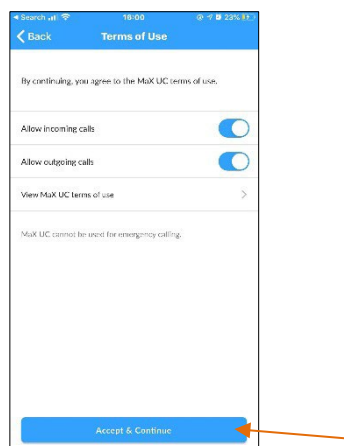 Search 16:00 23%
Back Terms of Use
By continuing, you agree to the MaX UC terms of use.
Allow incoming calls
Allow outgoing calls
View MaX UC terms of use
MaX UC cannot be used for emergency calling.
Accept & Continue